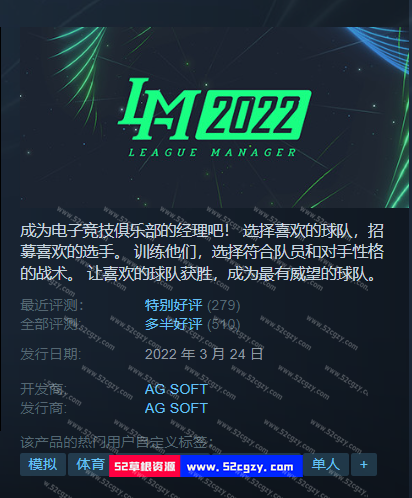 LM 2022
LEAGUE MANAGER
成为电子竞技俱乐部的经理吧！ 选择喜欢的球队，招
募喜欢的选手。 训练他们，选择符合队员和对手性格
的战术。 让喜欢的球队获胜，成为最有威望的球队。
最近评测： 特别好评 (279)
全部评测： 多半好评 (510)
发行日期: 2022 年 3 月 24 日
开发商: AG SOFT
发行商: AG SOFT
该产品的热门用户自定义标签：
模拟 体育 52草根资源 www.52cgzy.com 单人 +